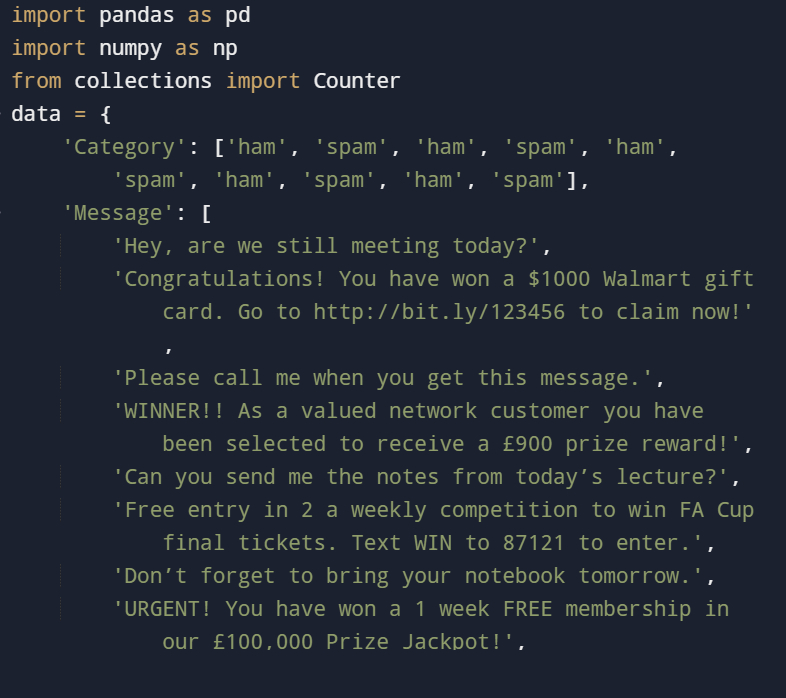 import pandas as pd
import numpy as np
from collections import Counter
data = {
    'Category': ['ham', 'spam', 'ham', 'spam', 'ham',
        'spam', 'ham', 'spam', 'ham', 'spam'],
    'Message': [
        'Hey, are we still meeting today?',
        'Congratulations! You have won a $1000 Walmart gift
            card. Go to http://bit.ly/123456 to claim now!'
            ,
        'Please call me when you get this message.',
        'WINNER!! As a valued network customer you have
            been selected to receive a £900 prize reward!',
        'Can you send me the notes from today’s lecture?',
        'Free entry in 2 a weekly competition to win FA Cup
            final tickets. Text WIN to 87121 to enter.',
        'Don’t forget to bring your notebook tomorrow.',
        'URGENT! You have won a 1 week FREE membership in
            our £100,000 Prize Jackpot!',